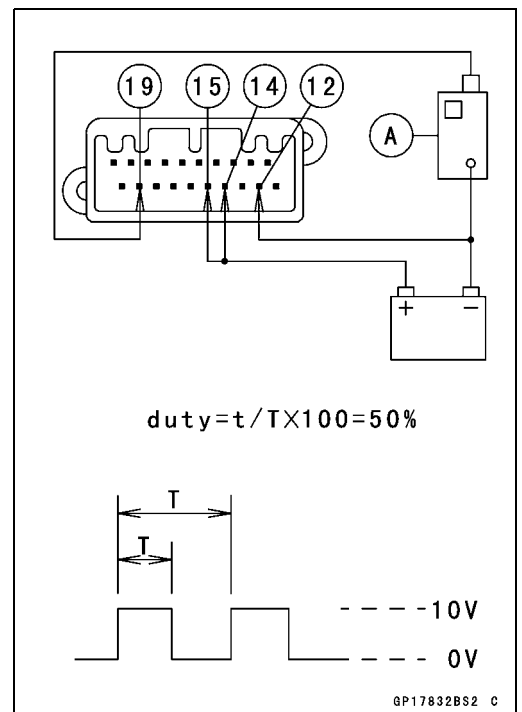 19 15 14 12
A
+ −
duty=t/T×100=50%
T
T
10V
0V
GP17832BS2 C